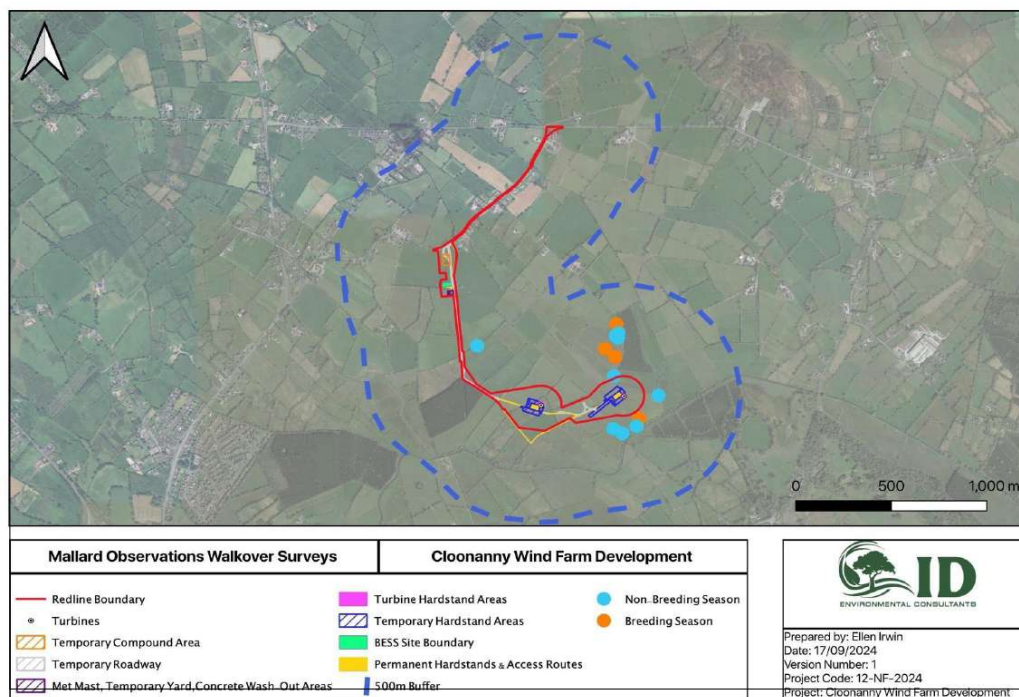 0 500 1,000 m
Mallard Observations Walkover Surveys
Cloonanny Wind Farm Development
Redline Boundary
Turbines
Temporary Compound Area
Temporary Roadway
Met Mast, Temporary Yard,Concrete Wash-Out Areas
Turbine Hardstand Areas
Temporary Hardstand Areas
BESS Site Boundary
Permanent Hardstands & Access Routes
500m Buffer
Non-Breeding Season
Breeding Season
ID
ENVIRONMENTAL CONSULTANTS
Prepared by: Ellen Irwin
Date: 17/09/2024
Version Number: 1
Project Code: 12-NF-2024
Project: Cloonanny Wind Farm Development